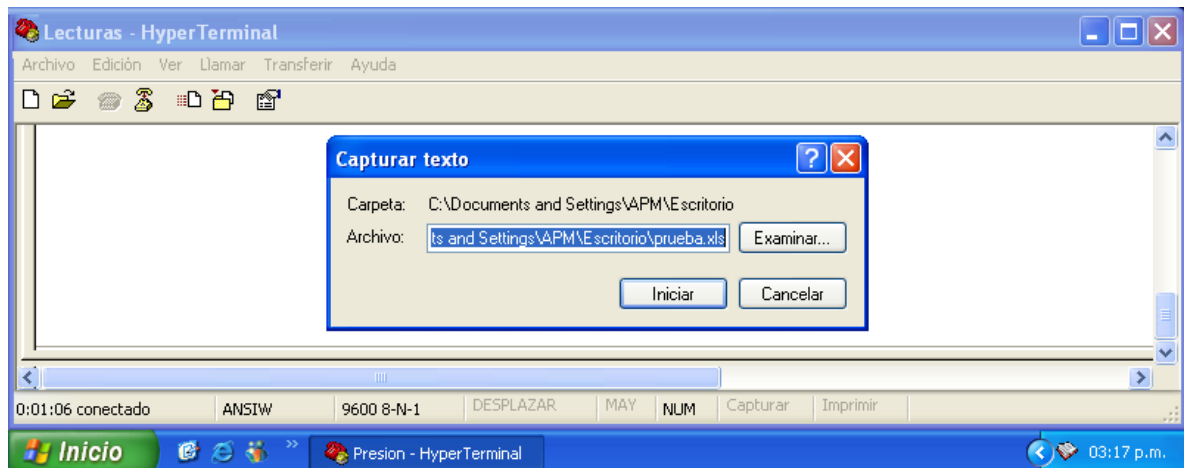 Lecturas - HyperTerminal
Archivo Edición Ver Llamar Transferir Ayuda
Capturar texto
Carpeta: C:\Documents and Settings\APM\Escritorio
Archivo: ts and Settings\APM\Escritorio\prueba.xls Examinar...
Iniciar Cancelar
0:01:06 conectado ANSIW 9600 8-N-1 DESPLAZAR MAY NUM Capturar Imprimir
Inicio » Presion - HyperTerminal 03:17 p.m.